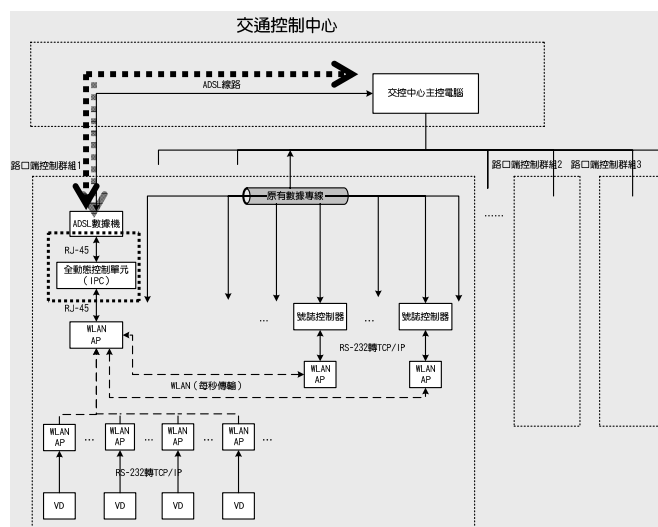 交通控制中心
ADSL線路
交控中心主控電腦
路口端控制群組1
路口端控制群組2
路口端控制群組3
原有數據專線
......
ADSL數據機
RJ-45
全動態控制單元
(IPC)
RJ-45
WLAN
AP
...
號誌控制器
...
號誌控制器
RS-232轉TCP/IP
WLAN
AP
WLAN
AP
WLAN(每秒傳輸)
WLAN
AP
...
WLAN
AP
...
WLAN
AP
...
WLAN
AP
...
RS-232轉TCP/IP
VD
VD
VD
VD